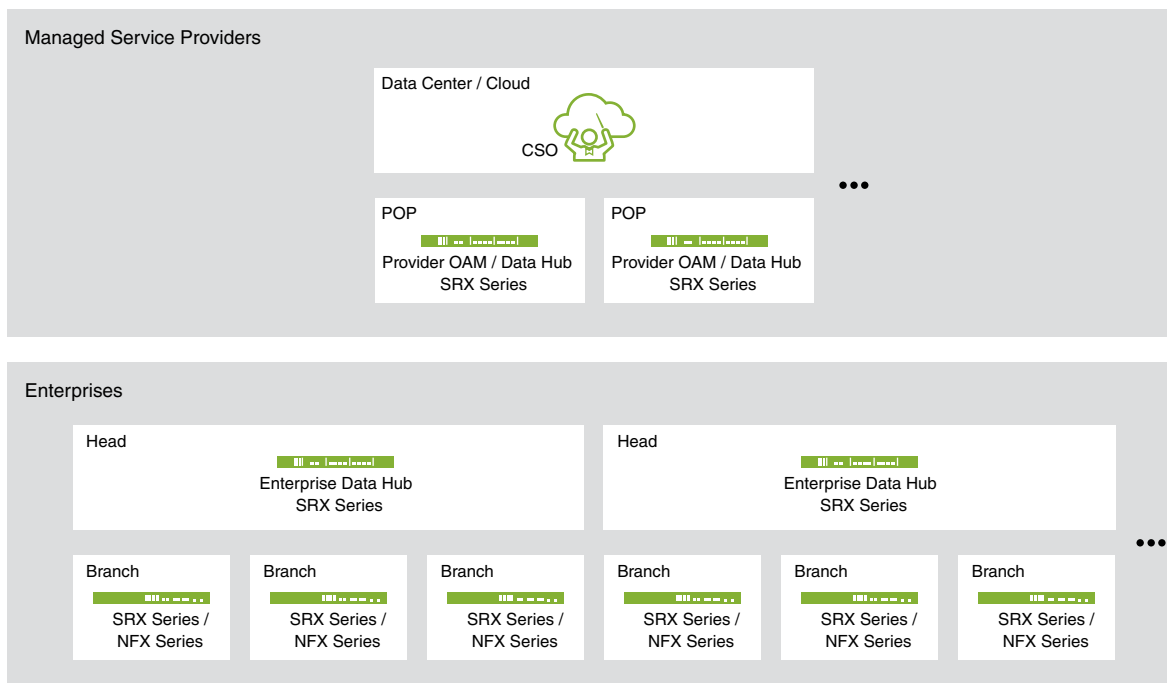 Managed Service Providers
Data Center / Cloud
CSO
•••
POP
Provider OAM / Data Hub
SRX Series
POP
Provider OAM / Data Hub
SRX Series
Enterprises
Head
Enterprise Data Hub
SRX Series
Head
Enterprise Data Hub
SRX Series
•••
Branch
SRX Series /
NFX Series
Branch
SRX Series /
NFX Series
Branch
SRX Series /
NFX Series
Branch
SRX Series /
NFX Series
Branch
SRX Series /
NFX Series
Branch
SRX Series /
NFX Series